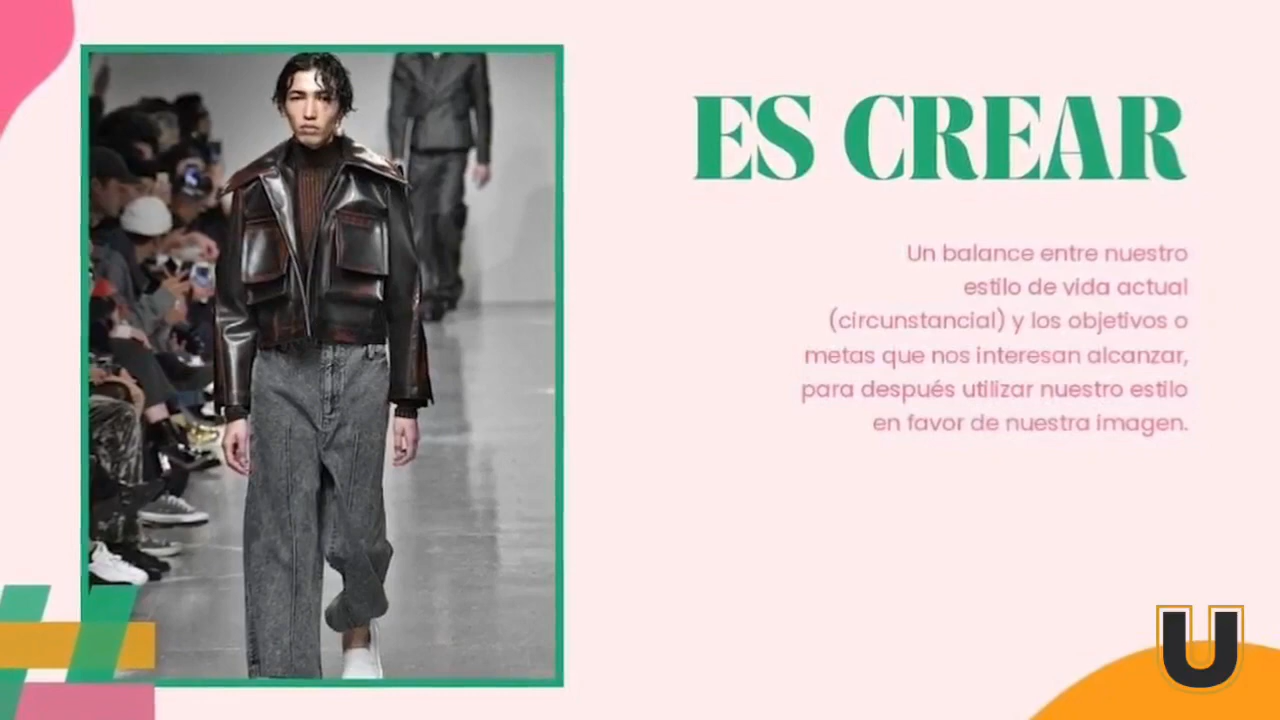 ES CREAR
Un balance entre nuestro
estilo de vida actual
(circunstancial) y los objetivos o
metas que nos interesan alcanzar,
para después utilizar nuestro estilo
en favor de nuestra imagen.
U